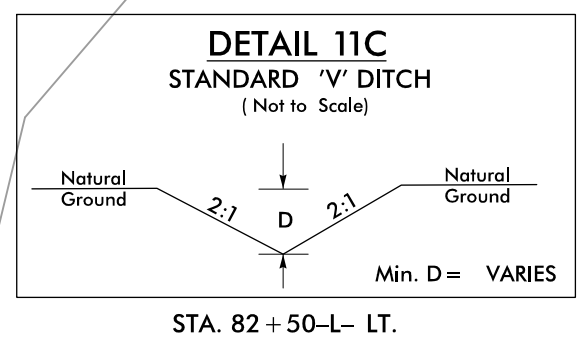 DETAIL 11C
STANDARD 'V' DITCH
( Not to Scale)
Natural
Ground
2:1
D
2:1
Natural
Ground
Min. D = VARIES
STA. 82+50-L- LT.